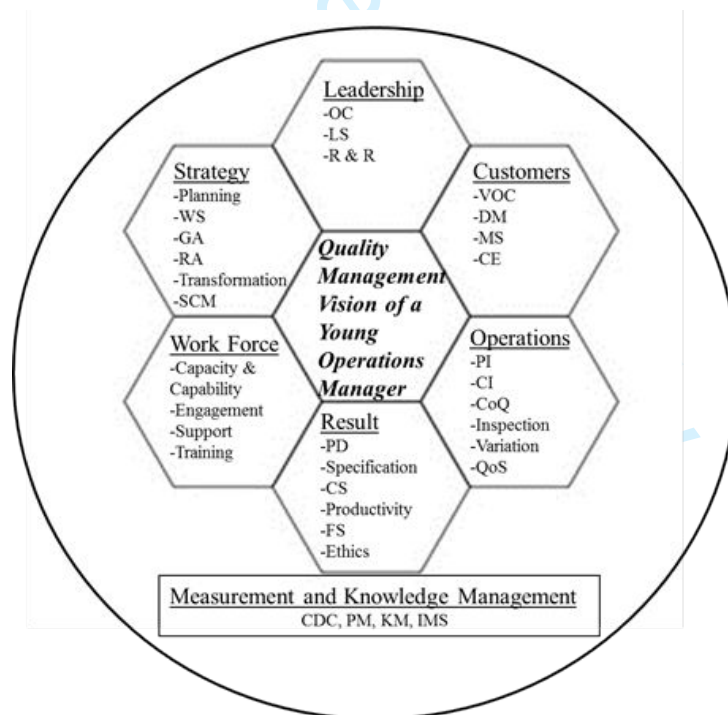 Leadership
-OC
-LS
-R & R
Strategy
-Planning
-WS
-GA
-RA
-Transformation
-SCM
Customers
-VOC
-DM
-MS
-CE
Quality
Management
Vision of a
Young
Operations
Manager
Work Force
-Capacity &
Capability
-Engagement
-Support
-Training
Operations
-PI
-CI
-CoQ
-Inspection
-Variation
-QoS
Result
-PD
-Specification
-CS
-Productivity
-FS
-Ethics
Measurement and Knowledge Management
CDC, PM, KM, IMS